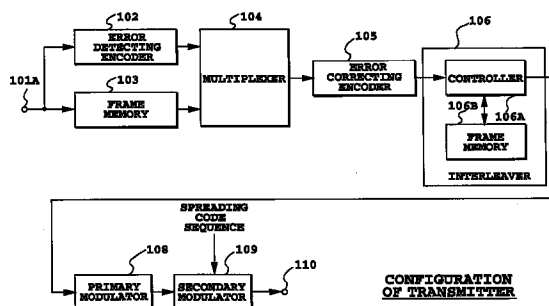 102
ERROR
DETECTING
ENCODER
104
106
105
101A
103
FRAME
MEMORY
MULTIPLEXER
ERROR
CORRECTING
ENCODER
CONTROLLER
106B
106A
FRAME
MEMORY
INTERLEAVER
SPREADING
CODE
SEQUENCE
108
109
110
PRIMARY
MODULATOR
SECONDARY
MODULATOR
CONFIGURATION
OF TRANSMITTER